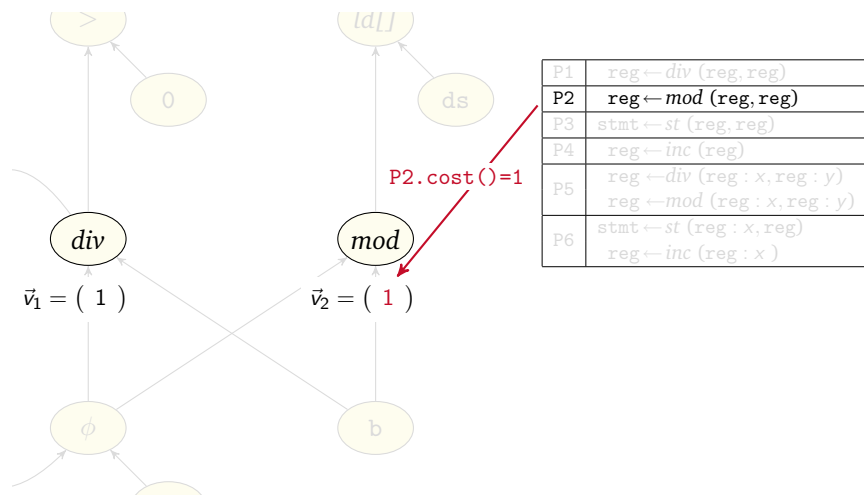 >
ld[]
0
ds
P1 reg ← div (reg, reg)
P2 reg ← mod (reg, reg)
P3 stmt ← st (reg, reg)
P4 reg ← inc (reg)
P5 reg ← div (reg : x, reg : y)
reg ← mod (reg : x, reg : y)
P6 stmt ← st (reg : x, reg)
reg ← inc (reg : x )
P2.cost()=1
div
mod
v⃗₁ = ( 1 )
v⃗₂ = ( 1 )
ϕ
b